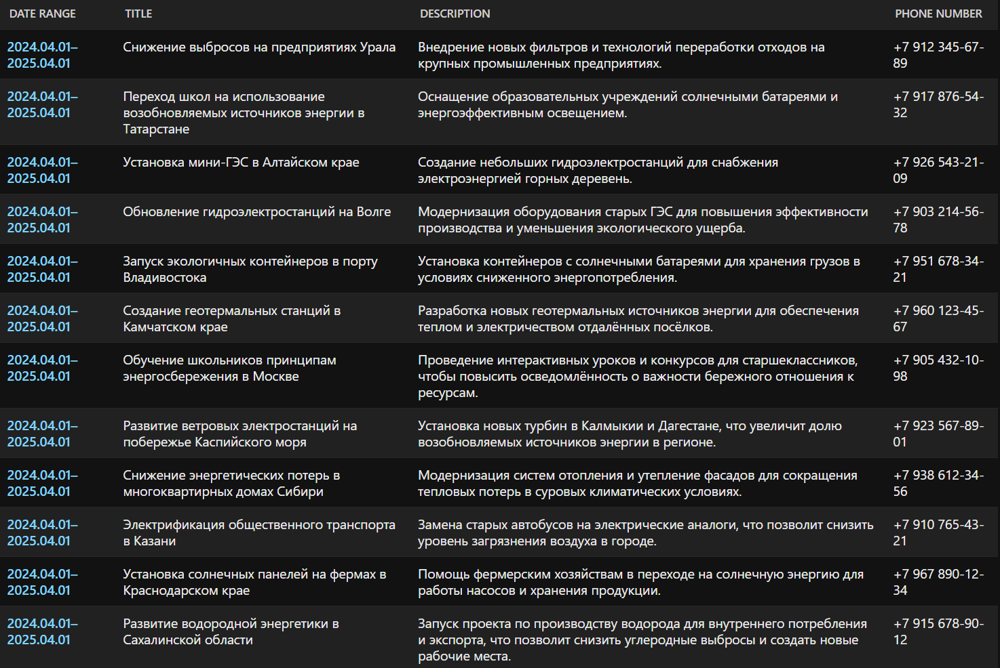 DATE RANGE TITLE DESCRIPTION PHONE NUMBER
2024.04.01– Снижение выбросов на предприятиях Урала Внедрение новых фильтров и технологий переработки отходов на +7 912 345-67-
2025.04.01 крупных промышленных предприятиях. 89
2024.04.01– Переход школ на использование Оснащение образовательных учреждений солнечными батареями и +7 917 876-54-
2025.04.01 возобновляемых источников энергии в энергоэффективным освещением. 32
Татарстане
2024.04.01– Установка мини-ГЭС в Алтайском крае Создание небольших гидроэлектростанций для снабжения +7 926 543-21-
2025.04.01 электроэнергией горных деревень. 09
2024.04.01– Обновление гидроэлектростанций на Волге Модернизация оборудования старых ГЭС для повышения эффективности +7 903 214-56-
2025.04.01 производства и уменьшения экологического ущерба. 78
2024.04.01– Запуск экологичных контейнеров в порту Установка контейнеров с солнечными батареями для хранения грузов в +7 951 678-34-
2025.04.01 Владивостока условиях сниженного энергопотребления. 21
2024.04.01– Создание геотермальных станций в Разработка новых геотермальных источников энергии для обеспечения +7 960 123-45-
2025.04.01 Камчатском крае теплом и электричеством отдалённых посёлков. 67
2024.04.01– Обучение школьников принципам Проведение интерактивных уроков и конкурсов для старшеклассников, +7 905 432-10-
2025.04.01 энергосбережения в Москве чтобы повысить осведомлённость о важности бережного отношения к 98
ресурсам.
2024.04.01– Развитие ветровых электростанций на Установка новых турбин в Калмыкии и Дагестане, что увеличит долю +7 923 567-89-
2025.04.01 побережье Каспийского моря возобновляемых источников энергии в регионе. 01
2024.04.01– Снижение энергетических потерь в Модернизация систем отопления и утепление фасадов для сокращения +7 938 612-34-
2025.04.01 многоквартирных домах Сибири тепловых потерь в суровых климатических условиях. 56
2024.04.01– Электрификация общественного транспорта Замена старых автобусов на электрические аналоги, что позволит снизить +7 910 765-43-
2025.04.01 в Казани уровень загрязнения воздуха в городе. 21
2024.04.01– Установка солнечных панелей на фермах в Помощь фермерским хозяйствам в переходе на солнечную энергию для +7 967 890-12-
2025.04.01 Краснодарском крае работы насосов и хранения продукции. 34
2024.04.01– Развитие водородной энергетики в Запуск проекта по производству водорода для внутреннего потребления +7 915 678-90-
2025.04.01 Сахалинской области и экспорта, что позволит снизить углеродные выбросы и создать новые 12
рабочие места.